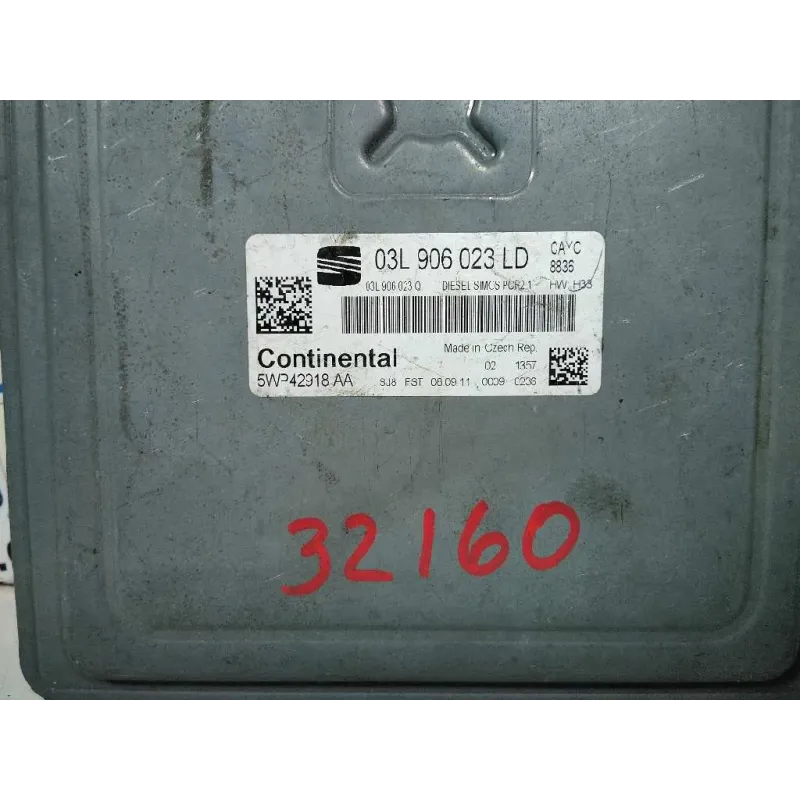 03L 906 023 LD
CAYC
8836
03L 906 023 Q DIESEL SIMOS PCR2.1 HW H33
Continental
Made in Czech Rep.
02 1357
5WP42918 AA SJ8 FST 06.09.11 0009 0236
32160